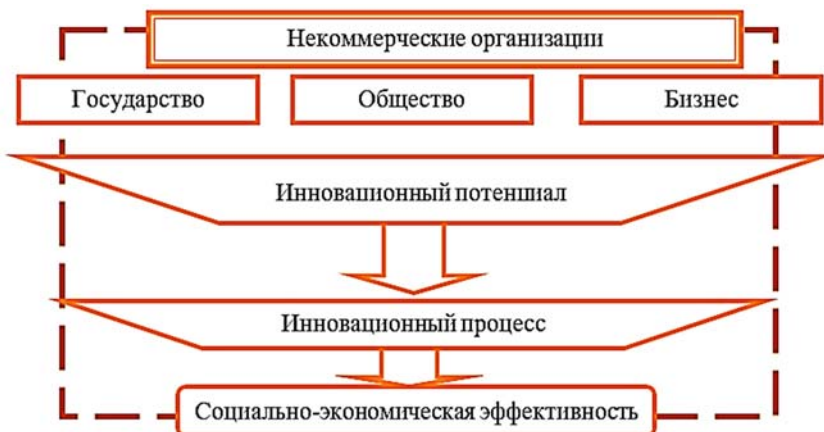 Некоммерческие организации
Государство
Общество
Бизнес
Инновационный потенциал
Инновационный процесс
Социально-экономическая эффективность